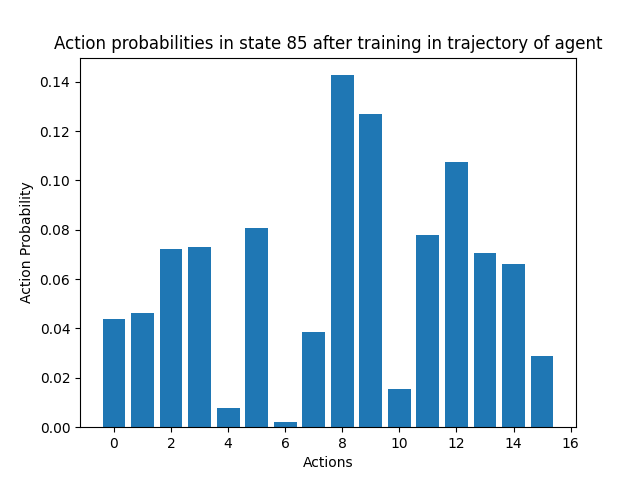 Action probabilities in state 85 after training in trajectory of agent
0.14
0.12
0.10
0.08
0.06
0.04
0.02
0.00
Action Probability
0 2 4 6 8 10 12 14 16
Actions